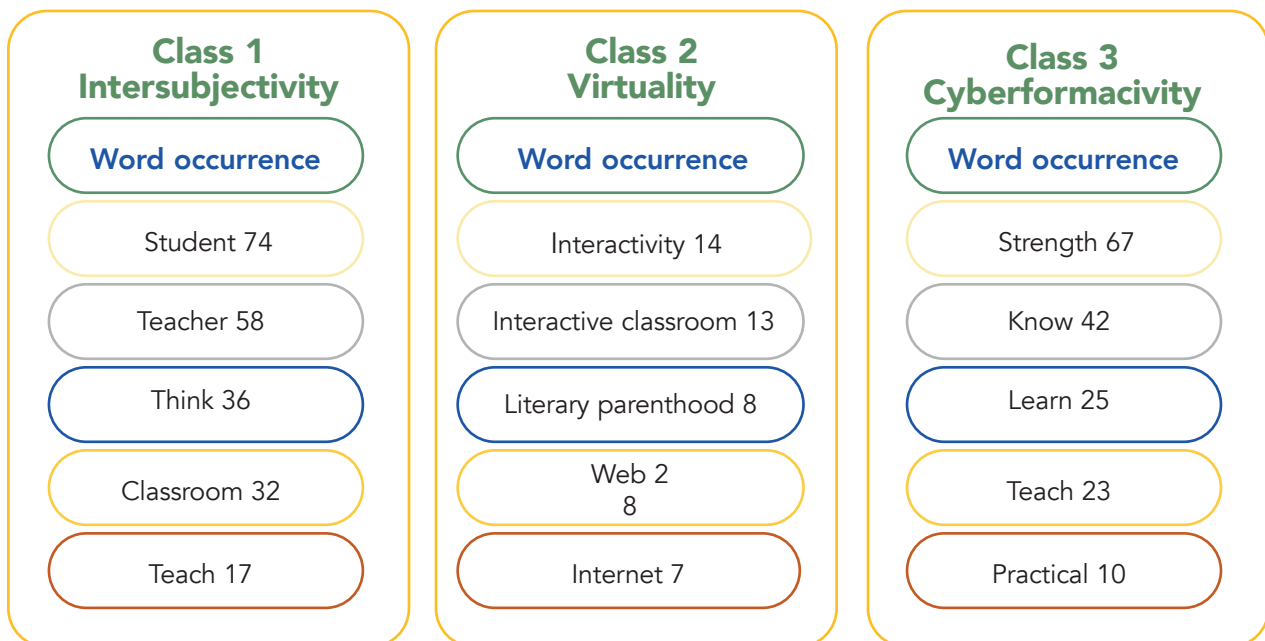 Class 1
Intersubjectivity
Word occurrence
Student 74
Teacher 58
Think 36
Classroom 32
Teach 17
Class 2
Virtuality
Word occurrence
Interactivity 14
Interactive classroom 13
Literary parenthood 8
Web 2
8
Internet 7
Class 3
Cyberformacivity
Word occurrence
Strength 67
Know 42
Learn 25
Teach 23
Practical 10